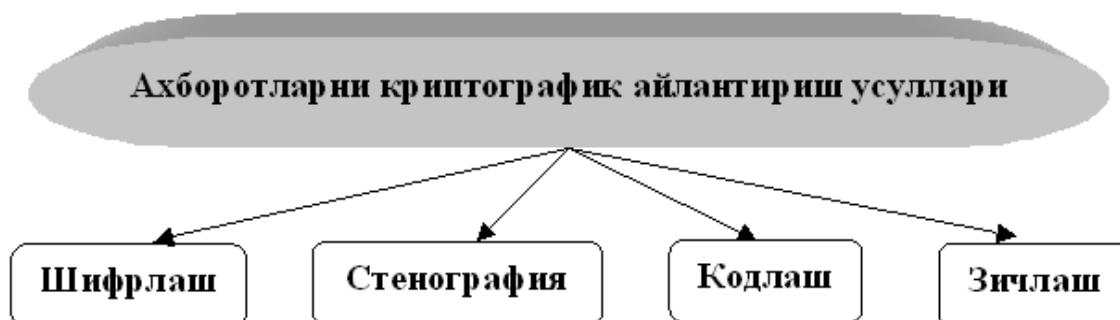 Ахборотларни криптографик айлантириш усуллари
Шифрлаш
Стенография
Кодлаш
Зичлаш